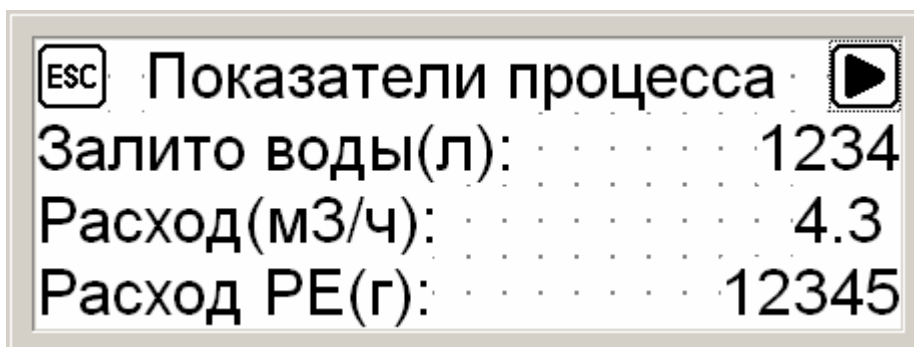 ESC Показатели процесса
Залито воды(л): 1234
Расход(м3/ч): 4.3
Расход РЕ(г): 12345